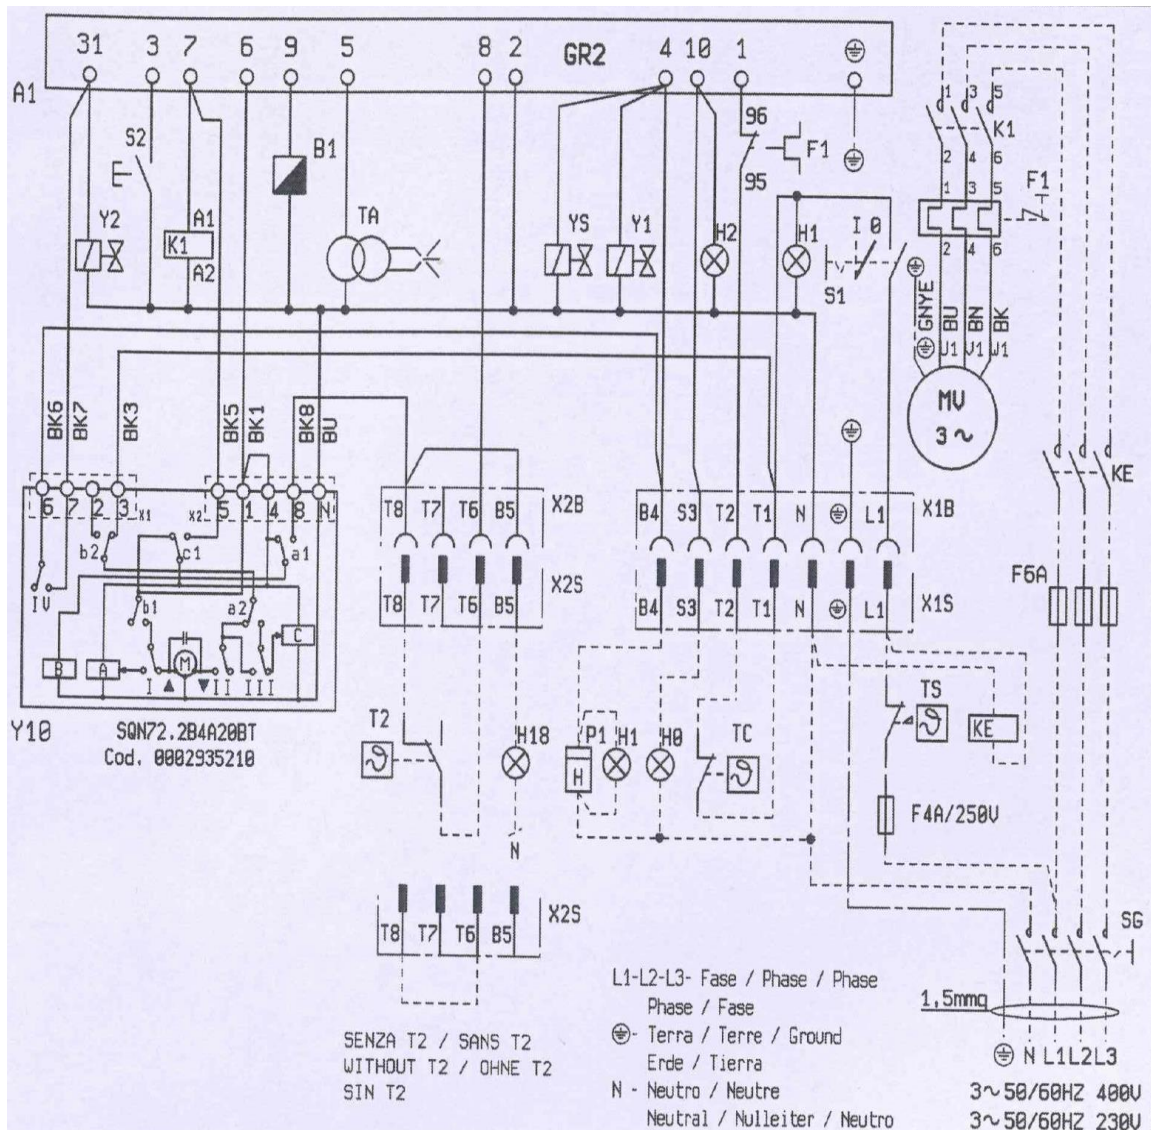 31 3 7 6 9 5 8 2 GR2 4 10 1
A1
1 3 5
K1
2 4 6
S2
B1
96
F1
95
1 3 5
F1
2 4 6
Y2
A1
K1
A2
TA
YS
Y1
H2
H1
I 0
S1
GNYE BU BN BK
U1 V1
MV
3~
BK6 BK7 BK3 BK5 BK1 BK8 BU
KE
6 7 2 3 X1 X2 5 1 4 8 N
b2 c1 a1
IV b1 a2
B A M C
I II III
Y10
SQN72.2B4A20BT
Cod. 0002935210
T8 T7 T6 B5 X2B
X2S
T8 T7 T6 B5
B4 S3 T2 T1 N L1 X1B
B4 S3 T2 T1 N L1 X1S
F6A
T2
H18
N
P1
H
H1
H0
TC
TS
KE
F4A/250V
X2S
T8 T7 T6 B5
SG
1,5mmq
SENZA T2 / SANS T2
WITHOUT T2 / OHNE T2
SIN T2
L1-L2-L3- Fase / Phase / Phase
Phase / Fase
- Terra / Terre / Ground
Erde / Tierra
N - Neutro / Neutre
Neutral / Nulleiter / Neutro
N L1 L2 L3
3~ 50/60HZ 400V
3~ 50/60HZ 230V